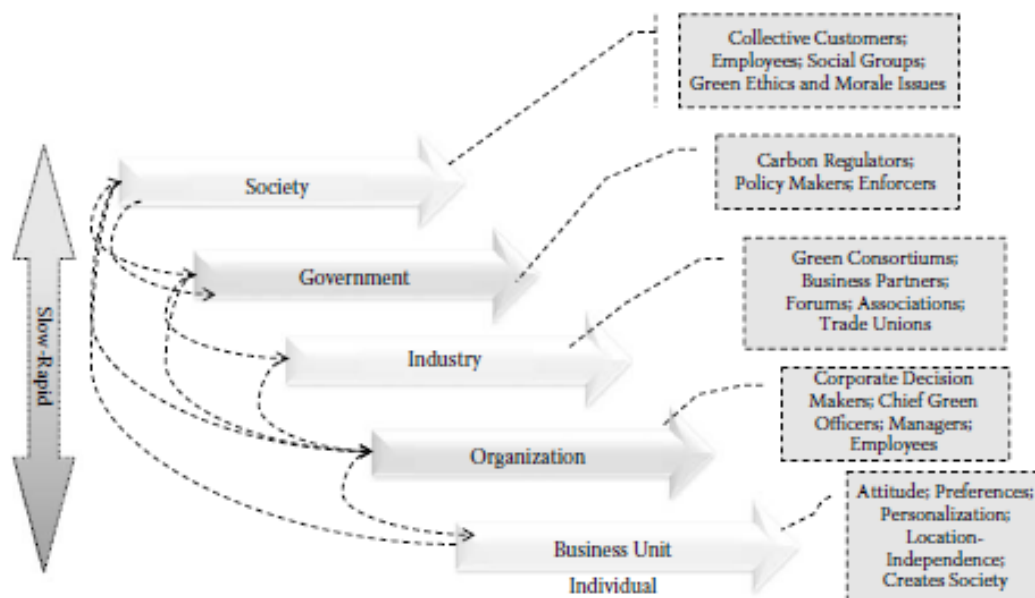 Collective Customers;
Employees; Social Groups;
Green Ethics and Morale Issues
Society
Carbon Regulators;
Policy Makers; Enforcers
Government
Green Consortiums;
Business Partners;
Forums; Associations;
Trade Unions
Slow-Rapid
Industry
Corporate Decision
Makers; Chief Green
Officers; Managers;
Employees
Organization
Attitude; Preferences;
Personalization;
Location-
Independence;
Creates Society
Business Unit
Individual